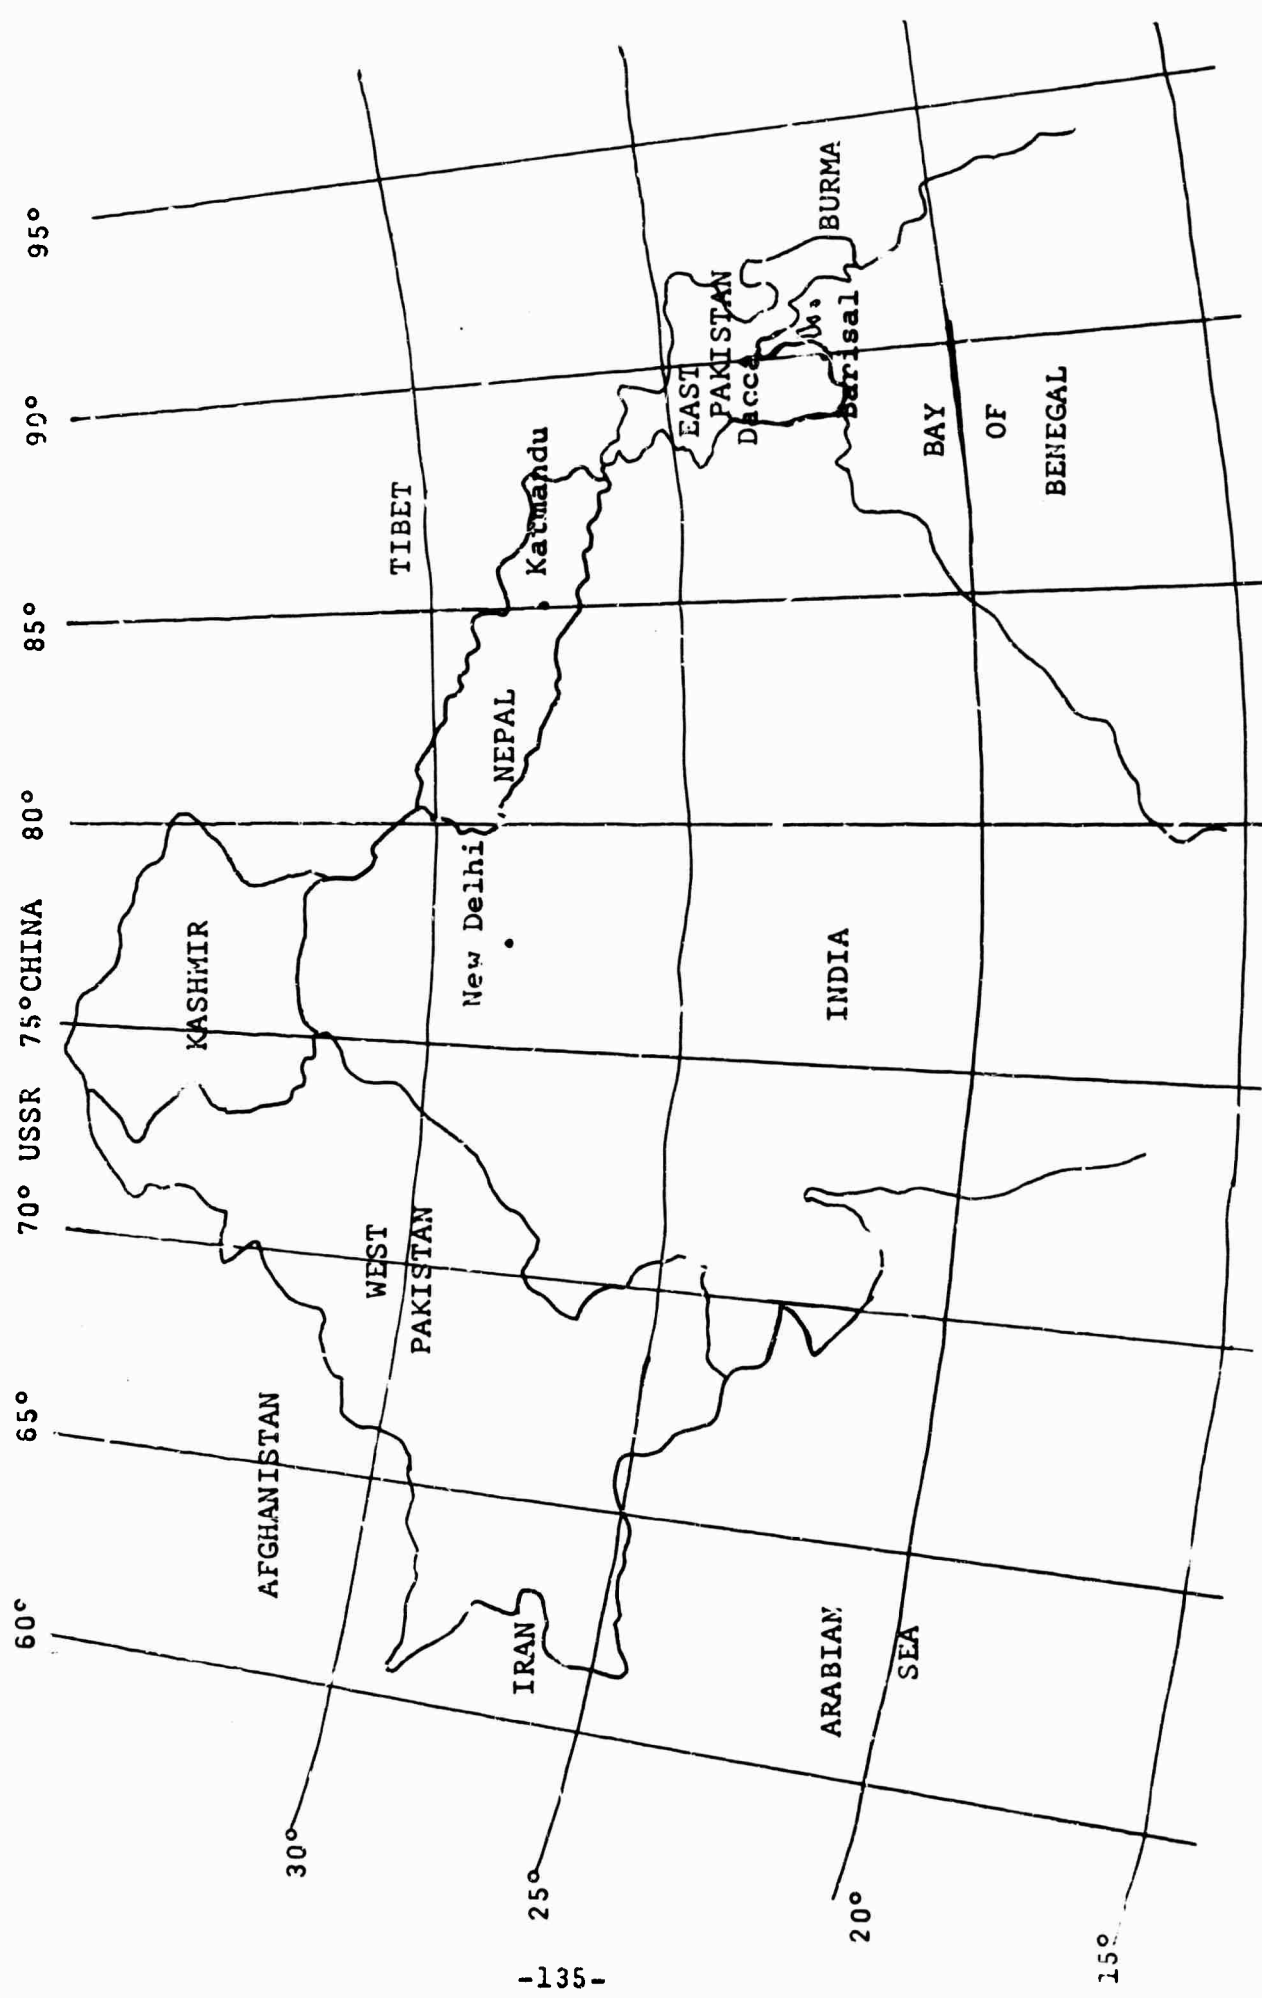 60° 65° 70° USSR 75° CHINA 80° 85° 90° 95°
KASHMIR
AFGHANISTAN
WEST
PAKISTAN
TIBET
30°
New Delhi
NEPAL
Katmandu
IRAN
25°
EAST
PAKISTAN
Dacca
BURMA
Barisal
INDIA
ARABIAN
SEA
20°
BAY
OF
BENEGAL
15°
-135-